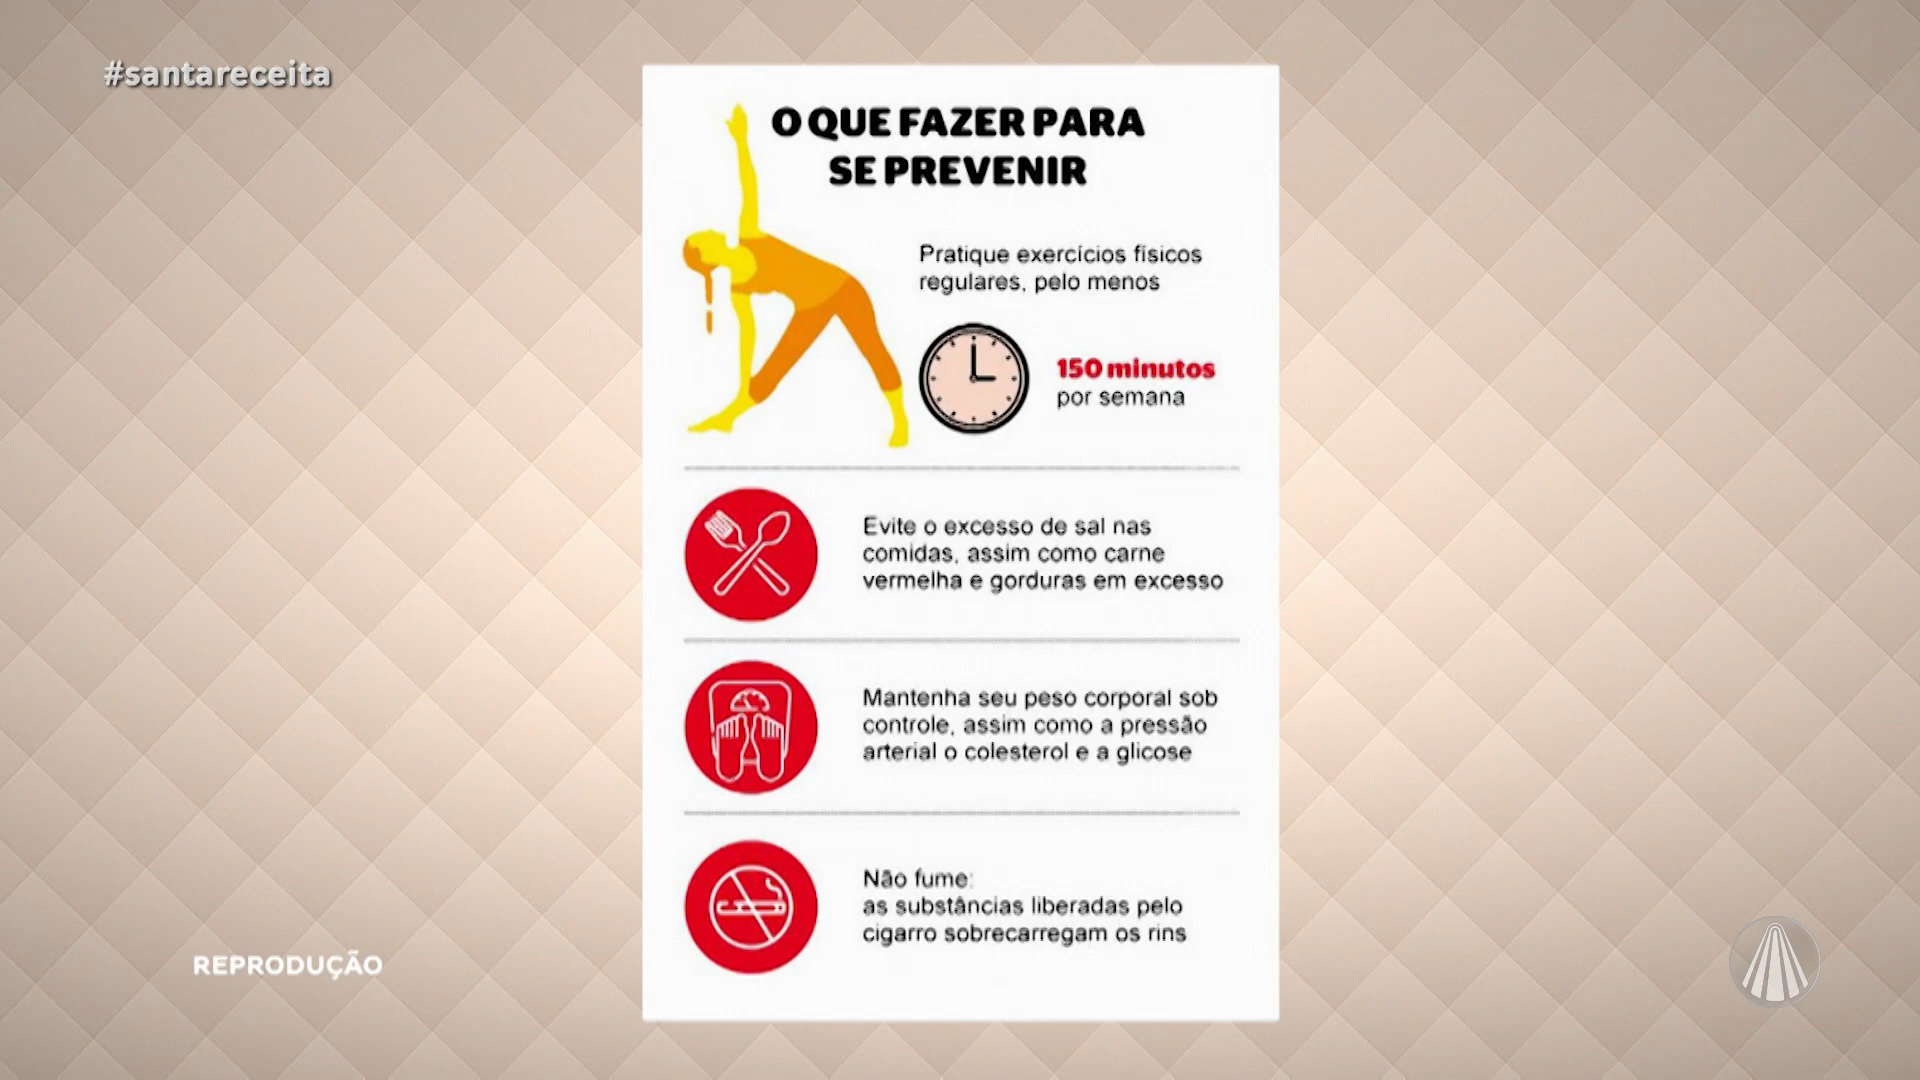 #santareceita
O QUE FAZER PARA
SE PREVENIR
Pratique exercícios físicos
regulares, pelo menos
150 minutos
por semana
Evite o excesso de sal nas
comidas, assim como carne
vermelha e gorduras em excesso
Mantenha seu peso corporal sob
controle, assim como a pressão
arterial o colesterol e a glicose
Não fume:
as substâncias liberadas pelo
cigarro sobrecarregam os rins
REPRODUÇÃO